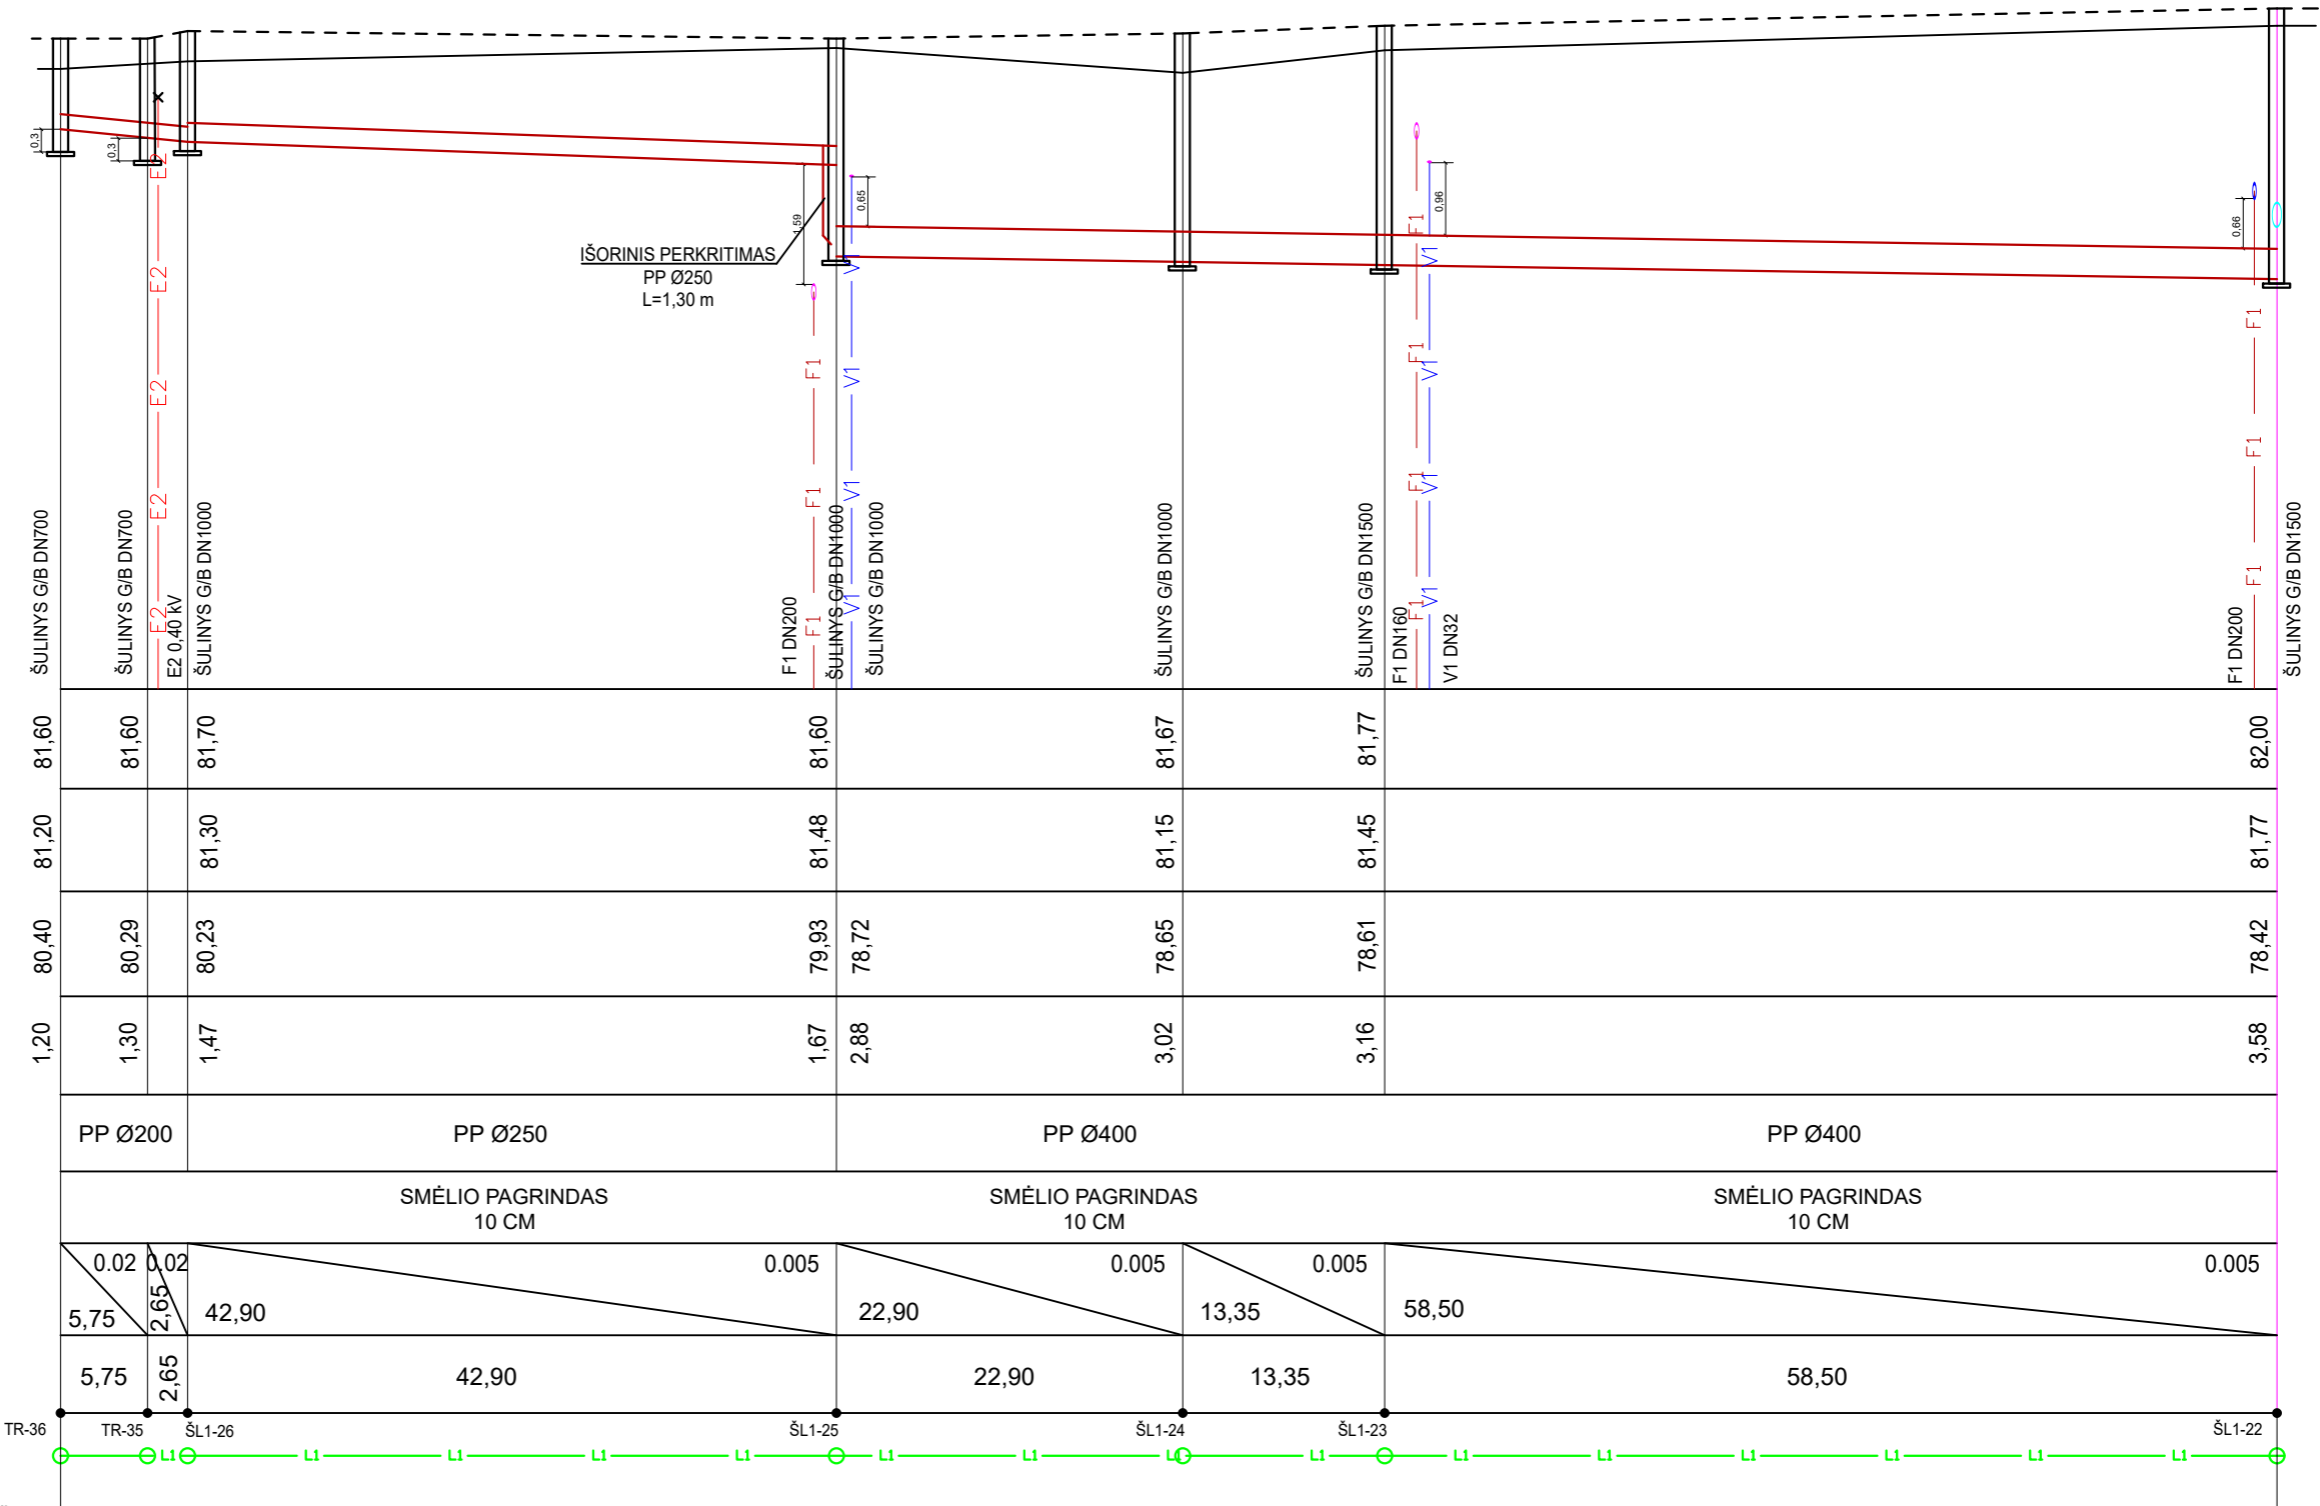 0,3
0,3
1,59
0,65
0,96
0,66
IŠORINIS PERKRITIMAS
PP Ø250
L=1,30 m
E2
E2
E2
E2
E2
F1
F1
F1
V1
V1
V1
V1
F1
F1
F1
F1
V1
V1
V1
V1
F1
F1
F1
ŠULINYS G/B DN700
ŠULINYS G/B DN700
E2 0,40 kV
ŠULINYS G/B DN1000
F1 DN200
ŠULINYS G/B DN1000
ŠULINYS G/B DN1000
ŠULINYS G/B DN1000
ŠULINYS G/B DN1500
F1 DN160
V1 DN32
F1 DN200
ŠULINYS G/B DN1500
81,60 81,60 81,70 81,60 81,67 81,77 82,00
81,20 81,30 81,48 81,15 81,45 81,77
80,40 80,29 80,23 79,93 78,72 78,65 78,61 78,42
1,20 1,30 1,47 1,67 2,88 3,02 3,16 3,58
PP Ø200 PP Ø250 PP Ø400 PP Ø400
SMĖLIO PAGRINDAS SMĖLIO PAGRINDAS SMĖLIO PAGRINDAS
10 CM 10 CM 10 CM
0.02 0.02 0.005 0.005 0.005 0.005
5,75 2,65 42,90 22,90 13,35 58,50
5,75 2,65 42,90 22,90 13,35 58,50
TR-36 TR-35 ŠL1-26 ŠL1-25 ŠL1-24 ŠL1-23 ŠL1-22
L1 L1 L1 L1 L1 L1 L1 L1 L1 L1 L1 L1 L1 L1 L1